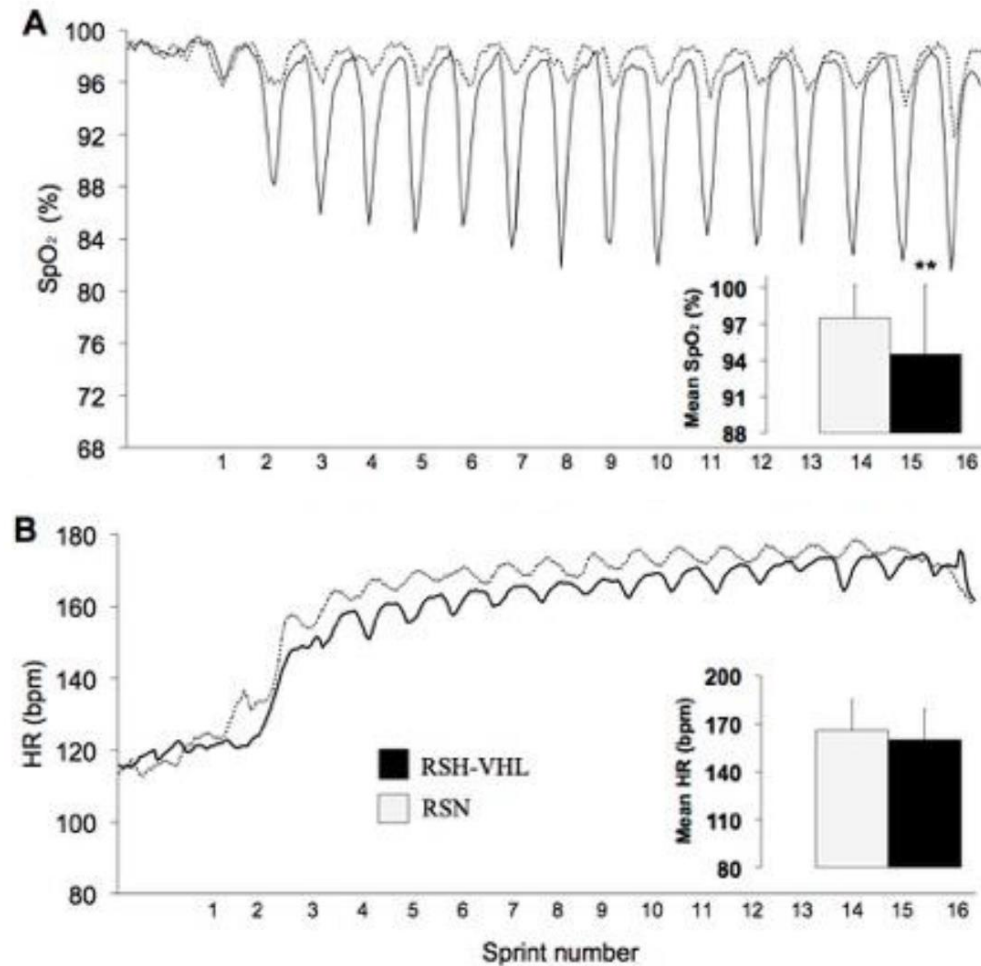 A
SpO₂ (%)
100
96
92
88
84
80
76
72
68
1 2 3 4 5 6 7 8 9 10 11 12 13 14 15 16
**
Mean SpO₂ (%)
100
97
94
91
88
B
HR (bpm)
180
160
140
120
100
80
1 2 3 4 5 6 7 8 9 10 11 12 13 14 15 16
Sprint number
RSH-VHL
RSN
Mean HR (bpm)
200
170
140
110
80